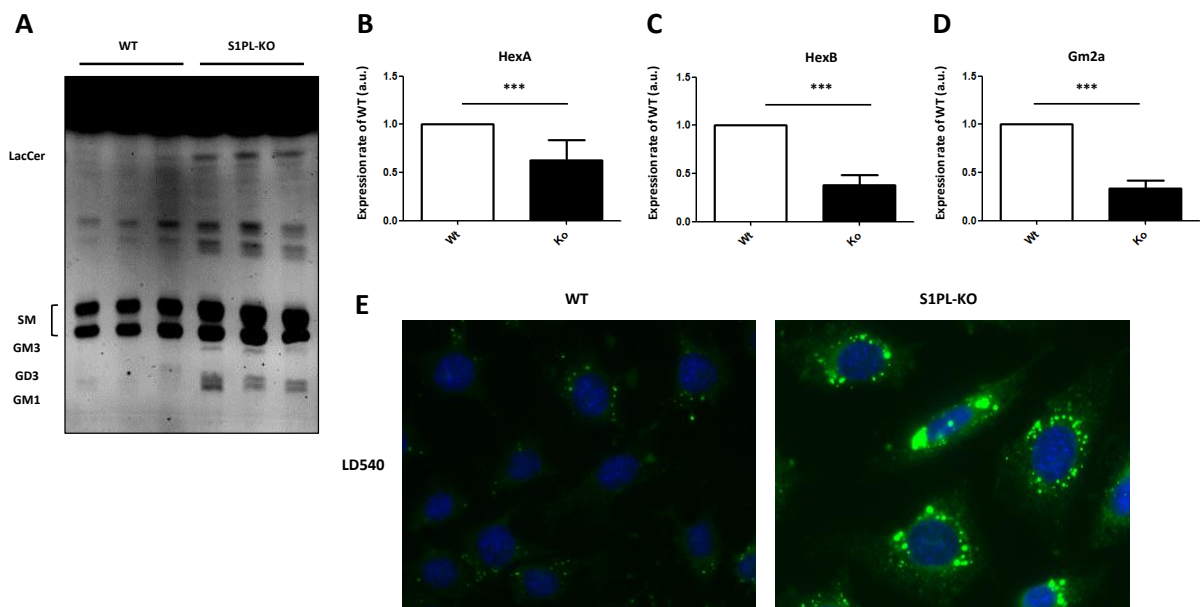 A
WT
S1PL-KO
LacCer
SM
GM3
GD3
GM1
B
HexA
Expression rate of WT (a.u.)
1.5
1.0
0.5
0.0
***
Wt
Ko
C
HexB
Expression rate of WT (a.u.)
1.5
1.0
0.5
0.0
***
Wt
Ko
D
Gm2a
Expression rate of WT (a.u.)
1.5
1.0
0.5
0.0
***
Wt
Ko
E
WT
S1PL-KO
LD540